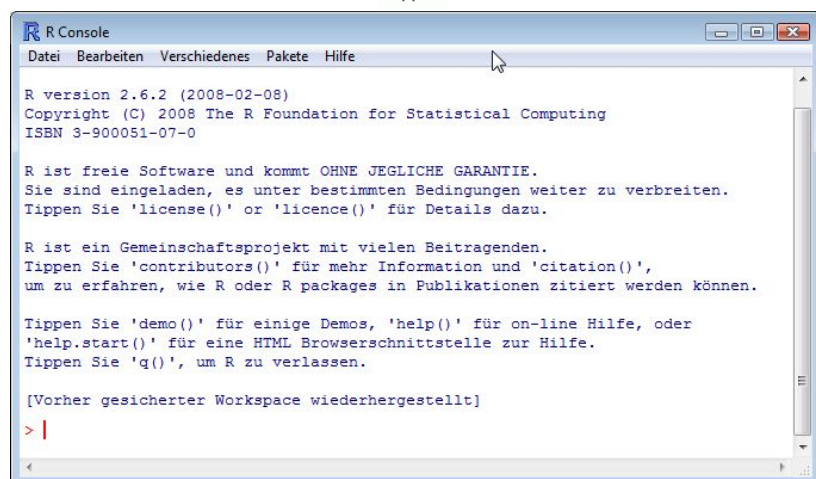 R Console
Datei Bearbeiten Verschiedenes Pakete Hilfe
R version 2.6.2 (2008-02-08)
Copyright (C) 2008 The R Foundation for Statistical Computing
ISBN 3-900051-07-0
R ist freie Software und kommt OHNE JEGLICHE GARANTIE.
Sie sind eingeladen, es unter bestimmten Bedingungen weiter zu verbreiten.
Tippen Sie 'license()' or 'licence()' für Details dazu.
R ist ein Gemeinschaftsprojekt mit vielen Beitragenden.
Tippen Sie 'contributors()' für mehr Information und 'citation()',
um zu erfahren, wie R oder R packages in Publikationen zitiert werden können.
Tippen Sie 'demo()' für einige Demos, 'help()' für on-line Hilfe, oder
'help.start()' für eine HTML Browserschnittstelle zur Hilfe.
Tippen Sie 'q()', um R zu verlassen.
[Vorher gesicherter Workspace wiederhergestellt]
>